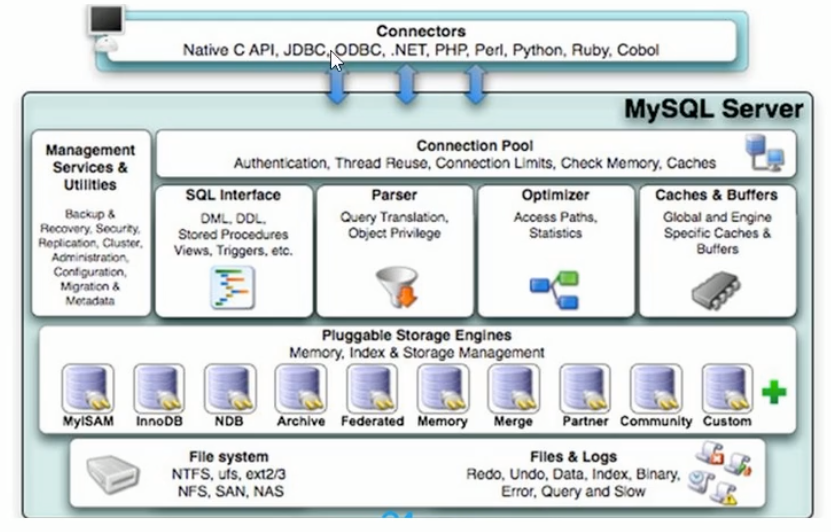 Connectors
Native C API, JDBC, ODBC, .NET, PHP, Perl, Python, Ruby, Cobol
MySQL Server
Management
Services &
Utilities
Backup &
Recovery, Security,
Replication, Cluster,
Administration,
Configuration,
Migration &
Metadata
Connection Pool
Authentication, Thread Reuse, Connection Limits, Check Memory, Caches
SQL Interface
DML, DDL,
Stored Procedures
Views, Triggers, etc.
Parser
Query Translation,
Object Privilege
Optimizer
Access Paths,
Statistics
Caches & Buffers
Global and Engine
Specific Caches &
Buffers
Pluggable Storage Engines
Memory, Index & Storage Management
MyISAM
InnoDB
NDB
Archive
Federated
Memory
Merge
Partner
Community
Custom
File system
NTFS, ufs, ext2/3
NFS, SAN, NAS
Files & Logs
Redo, Undo, Data, Index, Binary,
Error, Query and Slow